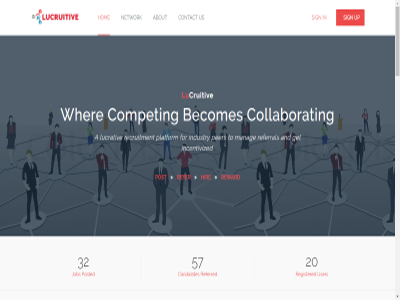 LUCRUITIVE
HOME
NETWORK
ABOUT
CONTACT US
SIGN IN
SIGN UP
LuCruitive
Where Competing Becomes Collaborating
A lucrative recruitment platform for industry peers to manage referrals and get
incentivized
POST REFER HIRE REWARD
32
57
20
Jobs Posted
Candidates Referred
Registered Users